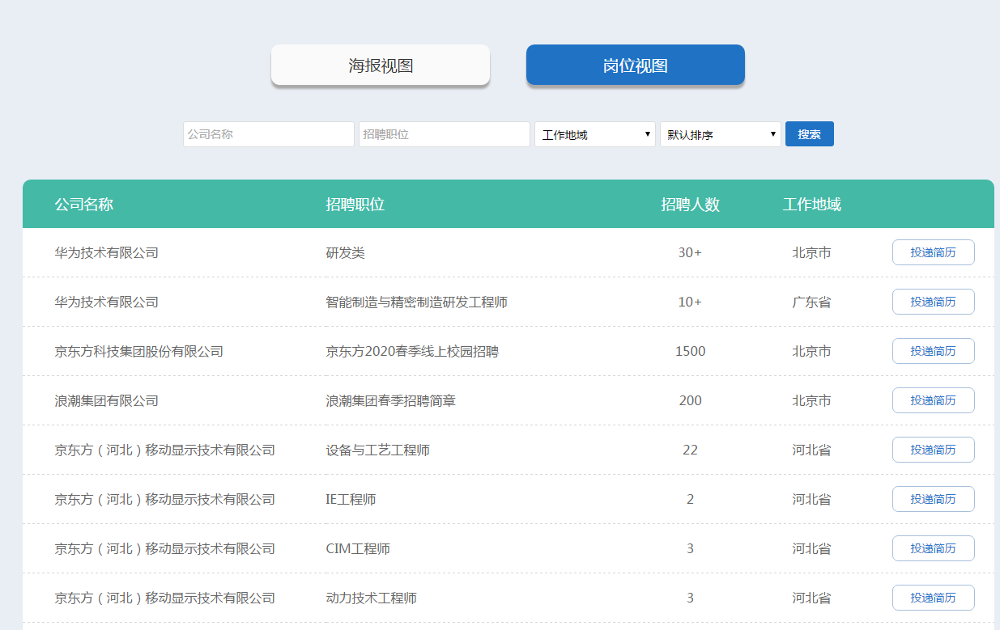 海报视图 岗位视图
公司名称 招聘职位 工作地域 默认排序 搜索
公司名称 招聘职位 招聘人数 工作地域
华为技术有限公司 研发类 30+ 北京市 投递简历
华为技术有限公司 智能制造与精密制造研发工程师 10+ 广东省 投递简历
京东方科技集团股份有限公司 京东方2020春季线上校园招聘 1500 北京市 投递简历
浪潮集团有限公司 浪潮集团春季招聘简章 200 北京市 投递简历
京东方（河北）移动显示技术有限公司 设备与工艺工程师 22 河北省 投递简历
京东方（河北）移动显示技术有限公司 IE工程师 2 河北省 投递简历
京东方（河北）移动显示技术有限公司 CIM工程师 3 河北省 投递简历
京东方（河北）移动显示技术有限公司 动力技术工程师 3 河北省 投递简历